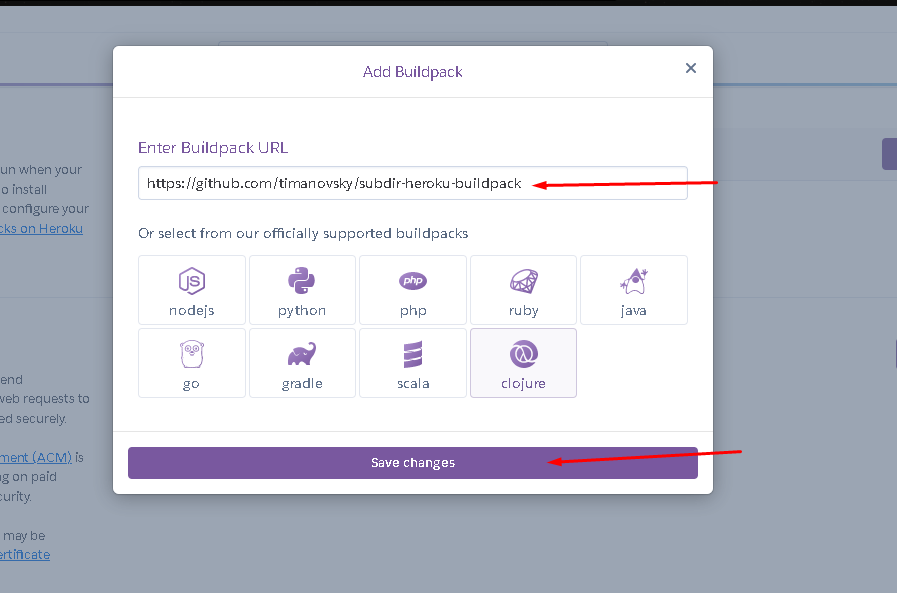 Add Buildpack
Enter Buildpack URL
https://github.com/timanovsky/subdir-heroku-buildpack
Or select from our officially supported buildpacks
nodejs
python
php
ruby
java
go
gradle
scala
clojure
Save changes
un when your
o install
configure your
cks on Heroku
end
web requests to
ed securely.
ment (ACM) is
ng on paid
curity.
may be
ertificate